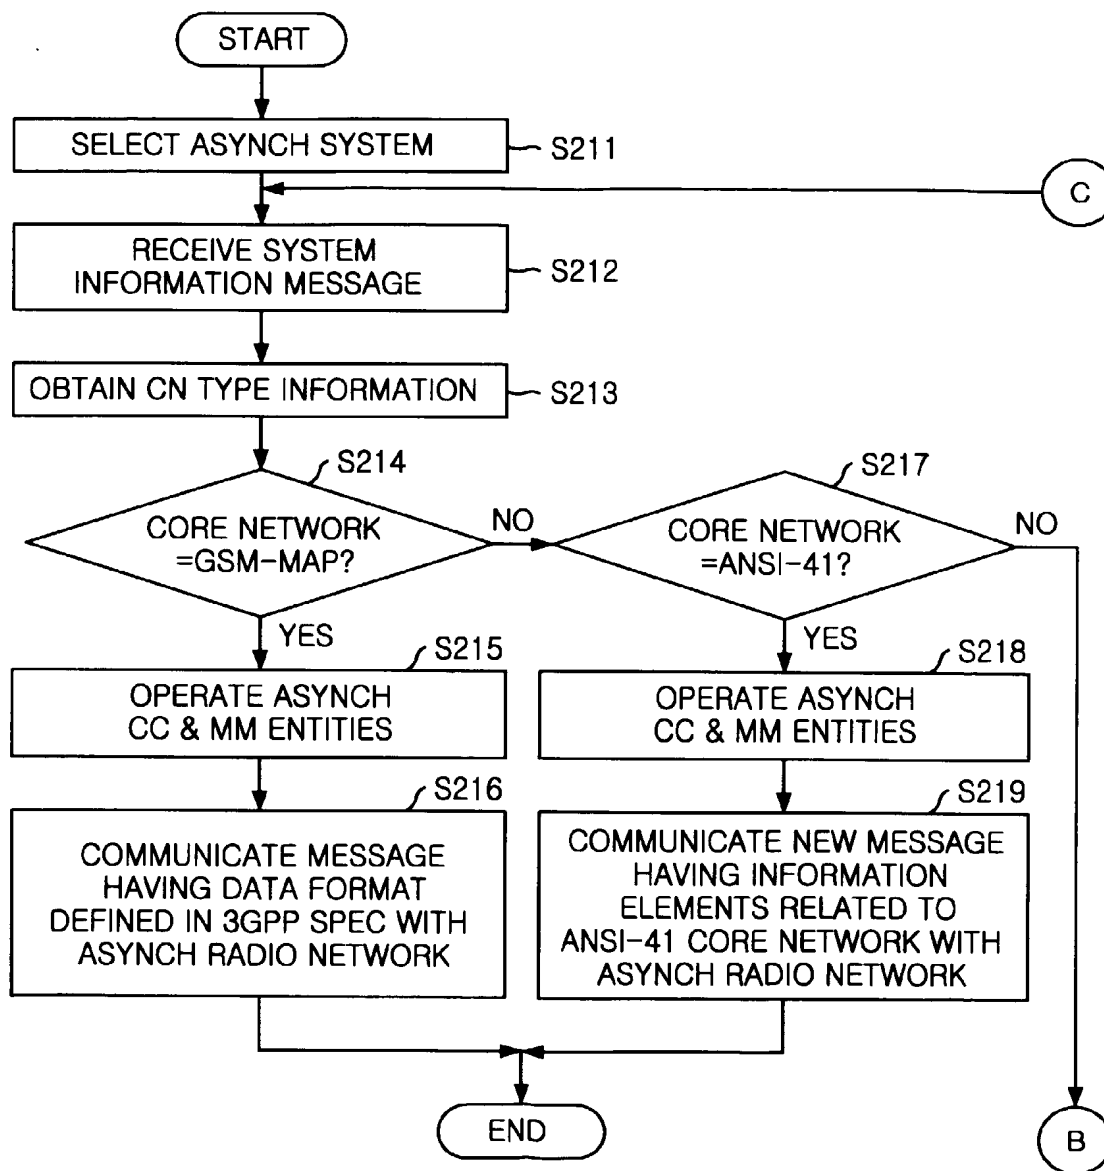 START
SELECT ASYNCH SYSTEM
S211
C
RECEIVE SYSTEM
INFORMATION MESSAGE
S212
OBTAIN CN TYPE INFORMATION
S213
S214
CORE NETWORK
=GSM-MAP?
NO
YES
S217
CORE NETWORK
=ANSI-41?
NO
YES
S215
OPERATE ASYNCH
CC & MM ENTITIES
S218
OPERATE ASYNCH
CC & MM ENTITIES
S216
COMMUNICATE MESSAGE
HAVING DATA FORMAT
DEFINED IN 3GPP SPEC WITH
ASYNCH RADIO NETWORK
S219
COMMUNICATE NEW MESSAGE
HAVING INFORMATION
ELEMENTS RELATED TO
ANSI-41 CORE NETWORK WITH
ASYNCH RADIO NETWORK
END
B